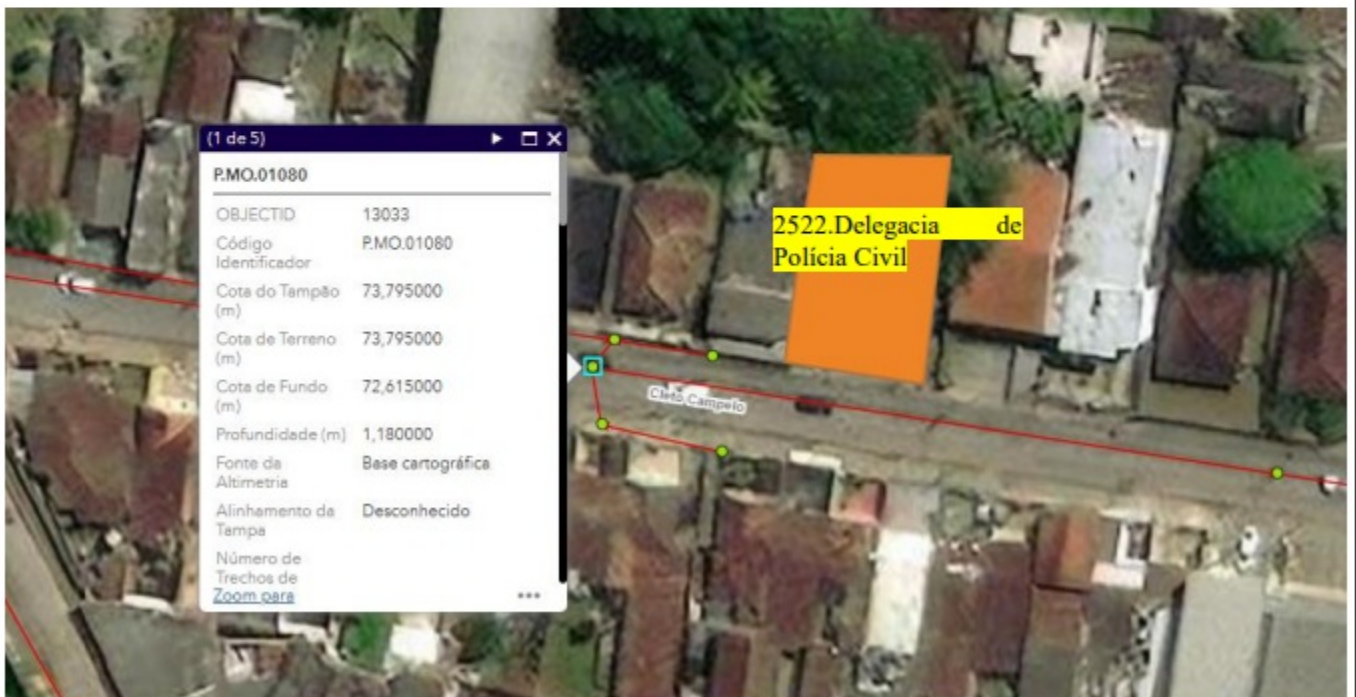 (1 de 5)
P.MO.01080
OBJECTID 13033
Código P.MO.01080
Identificador
Cota do Tampão 73,795000
(m)
Cota de Terreno 73,795000
(m)
Cota de Fundo 72,615000
(m)
Profundidade (m) 1,180000
Fonte da Base cartográfica
Altimetria
Alinhamento da Desconhecido
Tampa
Número de
Trechos de
Zoom para
2522.Delegacia de
Polícia Civil
Cleto Campelo